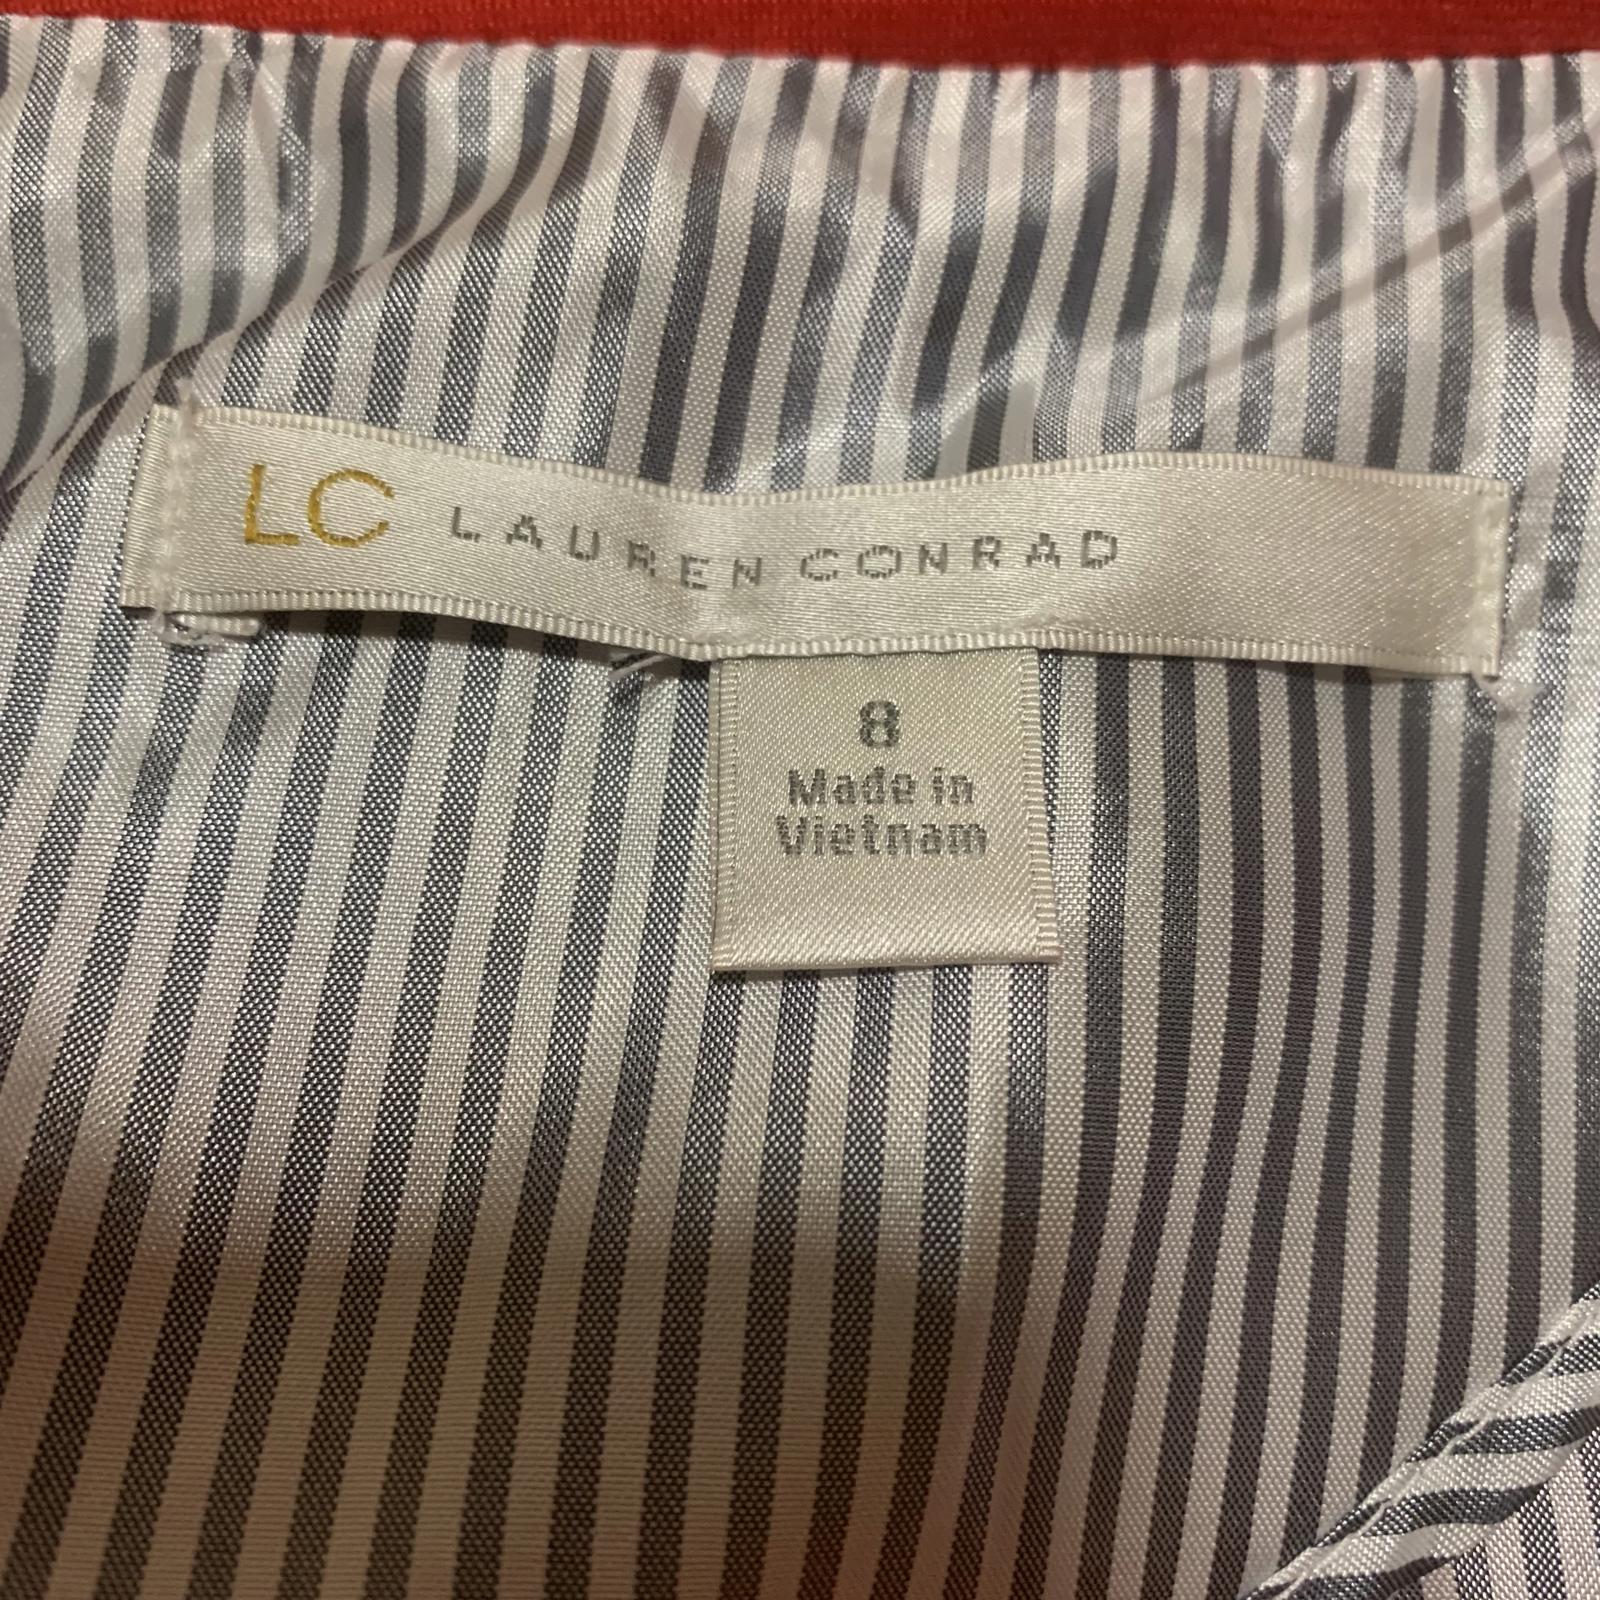 LC LAUREN CONRAD
8
Made in
Vietnam